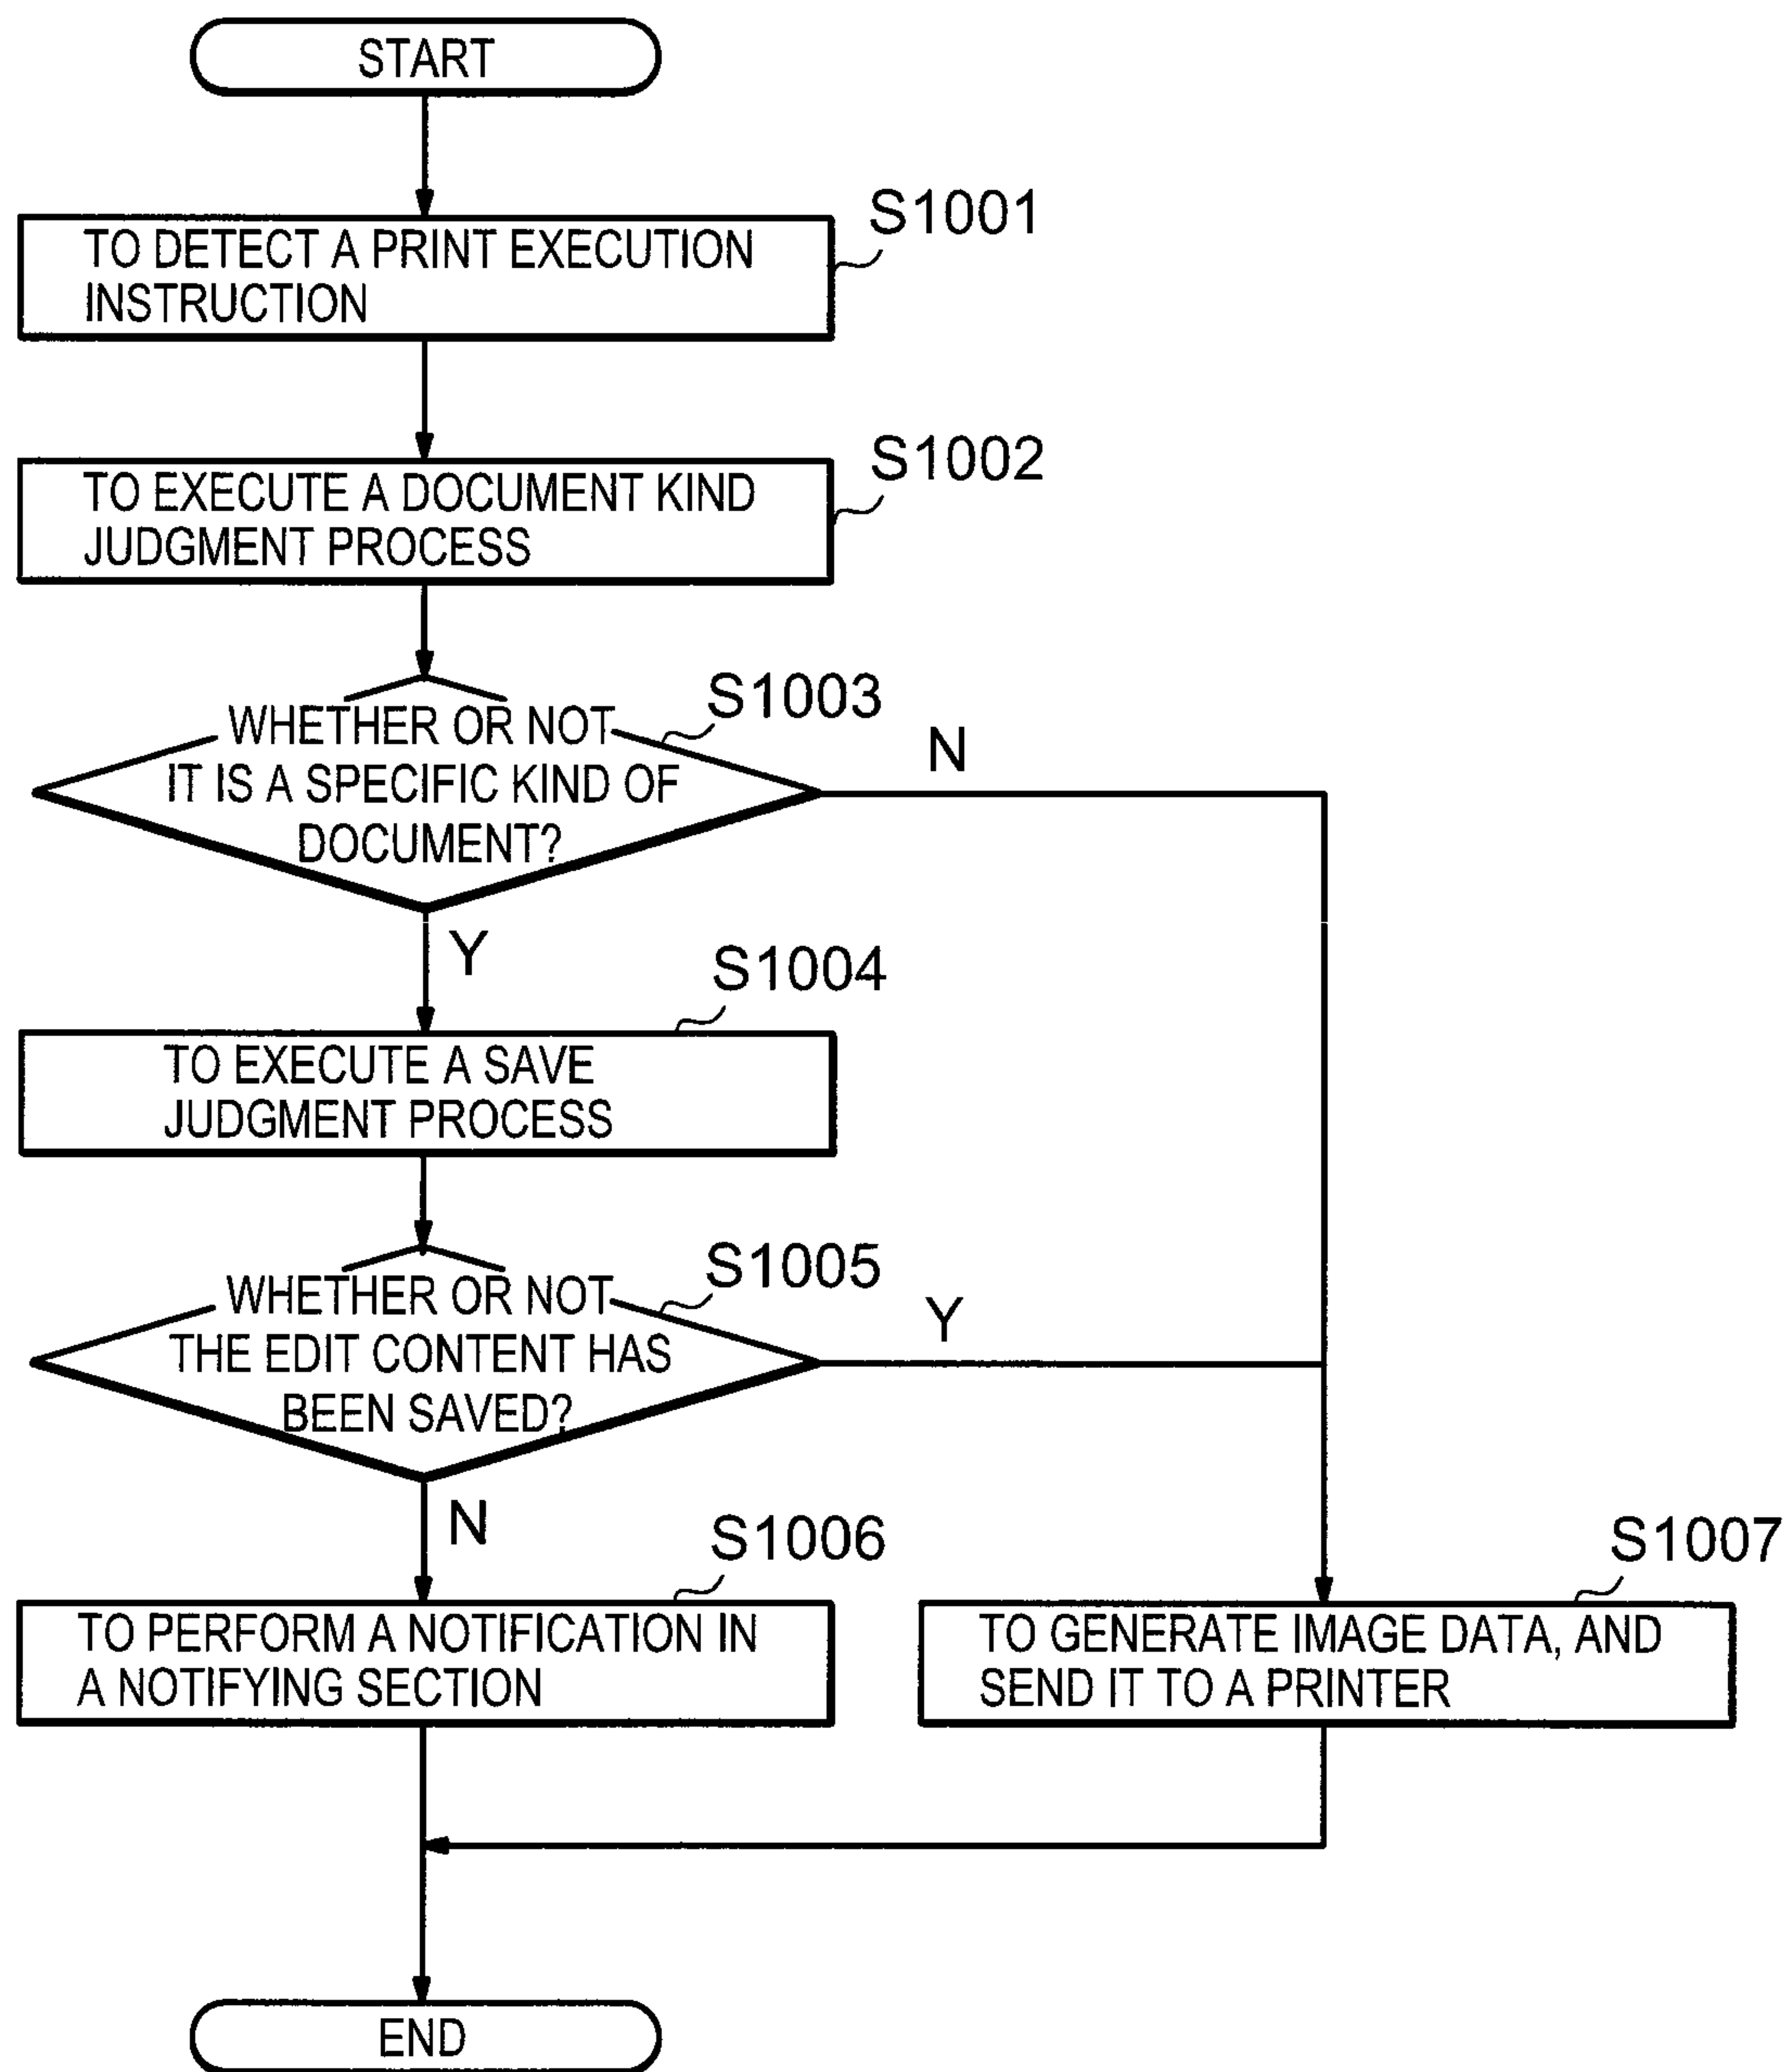 START
S1001
TO DETECT A PRINT EXECUTION
INSTRUCTION
S1002
TO EXECUTE A DOCUMENT KIND
JUDGMENT PROCESS
S1003
WHETHER OR NOT
IT IS A SPECIFIC KIND OF
DOCUMENT?
N
Y
S1004
TO EXECUTE A SAVE
JUDGMENT PROCESS
S1005
WHETHER OR NOT
THE EDIT CONTENT HAS
BEEN SAVED?
Y
N
S1006
TO PERFORM A NOTIFICATION IN
A NOTIFYING SECTION
S1007
TO GENERATE IMAGE DATA, AND
SEND IT TO A PRINTER
END